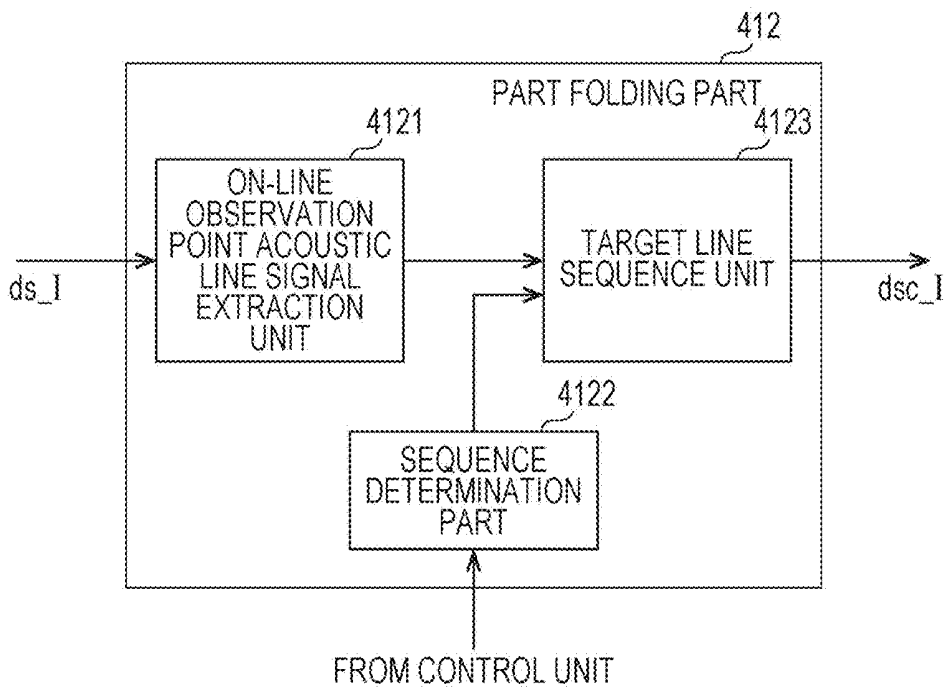 412
PART FOLDING PART
4121
4123
ON-LINE
OBSERVATION
POINT ACOUSTIC
LINE SIGNAL
EXTRACTION
UNIT
TARGET LINE
SEQUENCE UNIT
ds_I
dsc_I
4122
SEQUENCE
DETERMINATION
PART
FROM CONTROL UNIT